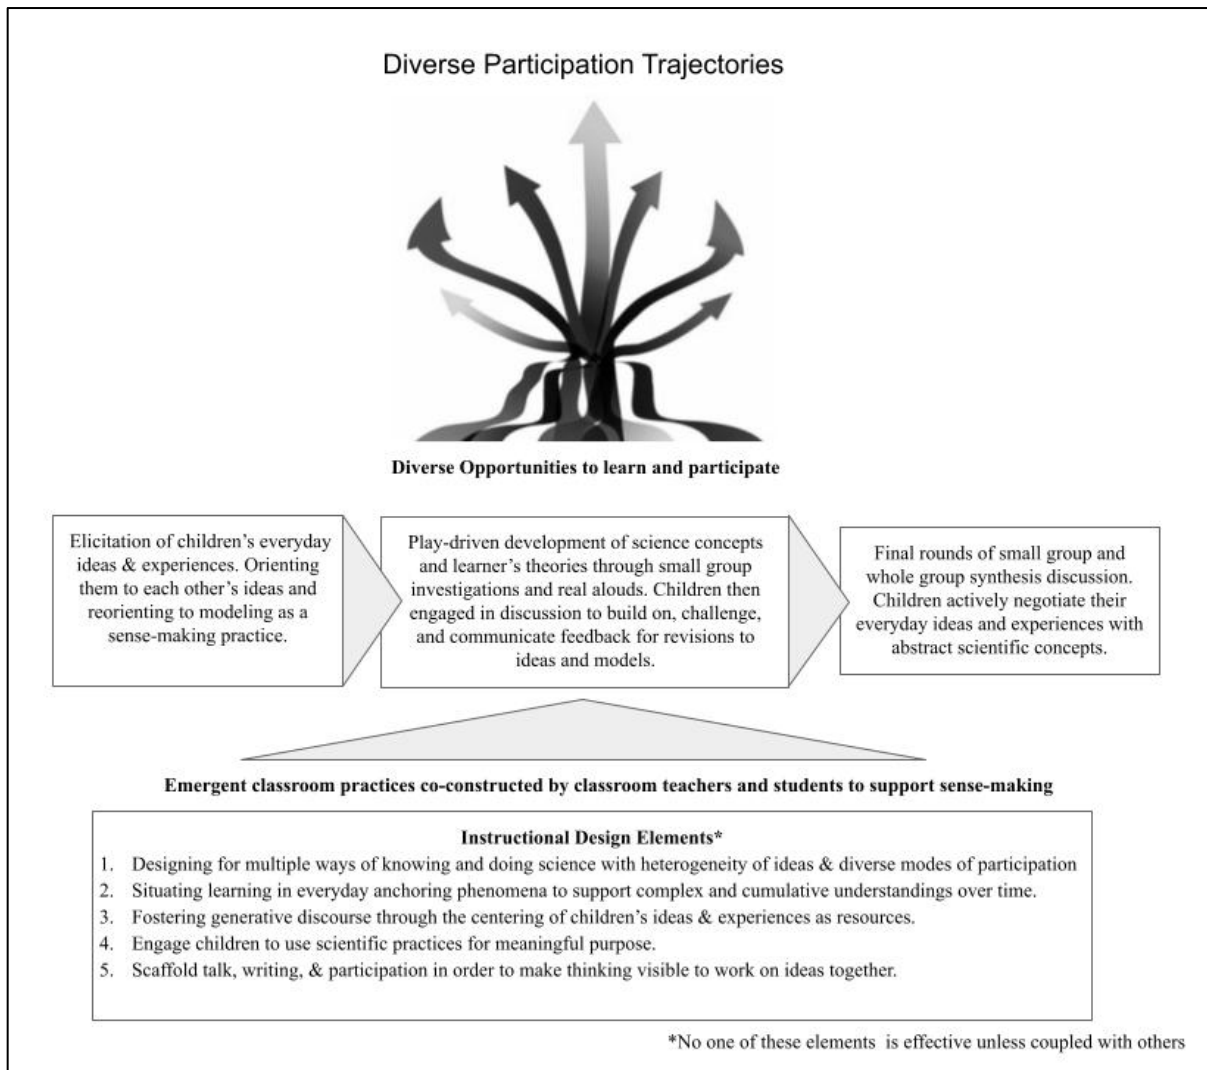 Diverse Participation Trajectories
Diverse Opportunities to learn and participate
Elicitation of children’s everyday
ideas & experiences. Orienting
them to each other’s ideas and
reorienting to modeling as a
sense-making practice.
Play-driven development of science concepts
and learner’s theories through small group
investigations and real alouds. Children then
engaged in discussion to build on, challenge,
and communicate feedback for revisions to
ideas and models.
Final rounds of small group and
whole group synthesis discussion.
Children actively negotiate their
everyday ideas and experiences with
abstract scientific concepts.
Emergent classroom practices co-constructed by classroom teachers and students to support sense-making
Instructional Design Elements*
1. Designing for multiple ways of knowing and doing science with heterogeneity of ideas & diverse modes of participation
2. Situating learning in everyday anchoring phenomena to support complex and cumulative understandings over time.
3. Fostering generative discourse through the centering of children’s ideas & experiences as resources.
4. Engage children to use scientific practices for meaningful purpose.
5. Scaffold talk, writing, & participation in order to make thinking visible to work on ideas together.
*No one of these elements is effective unless coupled with others